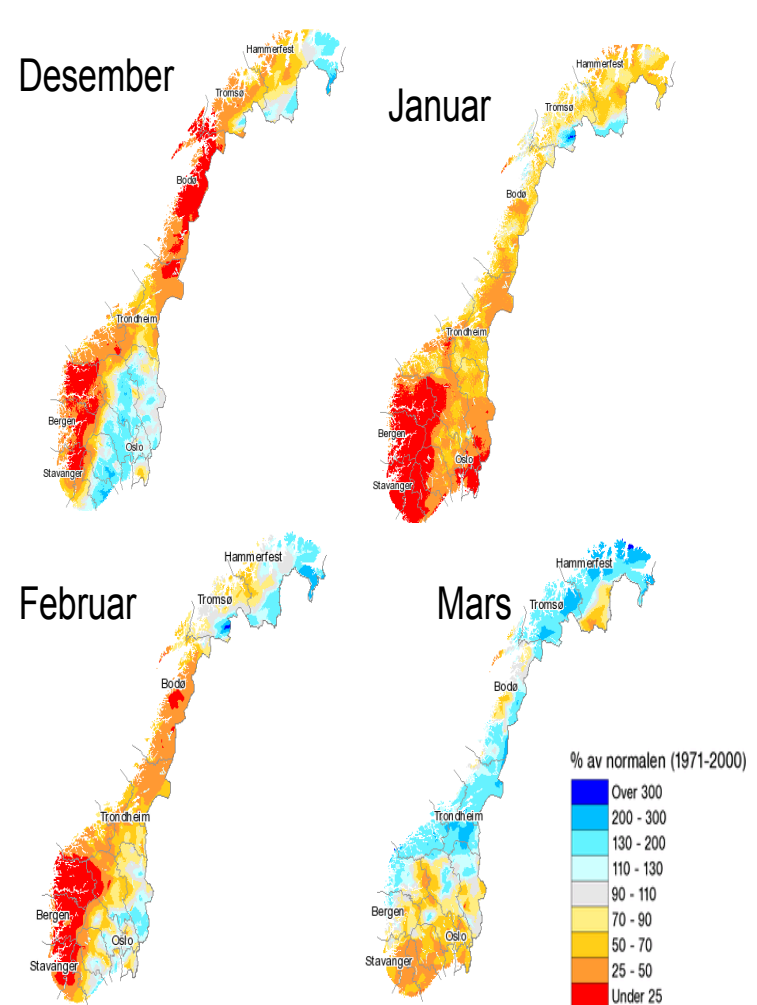 Desember
Hammerfest
Tromsø
Bodø
Trondheim
Bergen
Oslo
Stavanger
Januar
Hammerfest
Tromsø
Bodø
Trondheim
Bergen
Oslo
Stavanger
Februar
Hammerfest
Tromsø
Bodø
Trondheim
Bergen
Oslo
Stavanger
Mars
Hammerfest
Tromsø
Bodø
Trondheim
Bergen
Oslo
Stavanger
% av normalen (1971-2000)
Over 300
200 - 300
130 - 200
110 - 130
90 - 110
70 - 90
50 - 70
25 - 50
Under 25